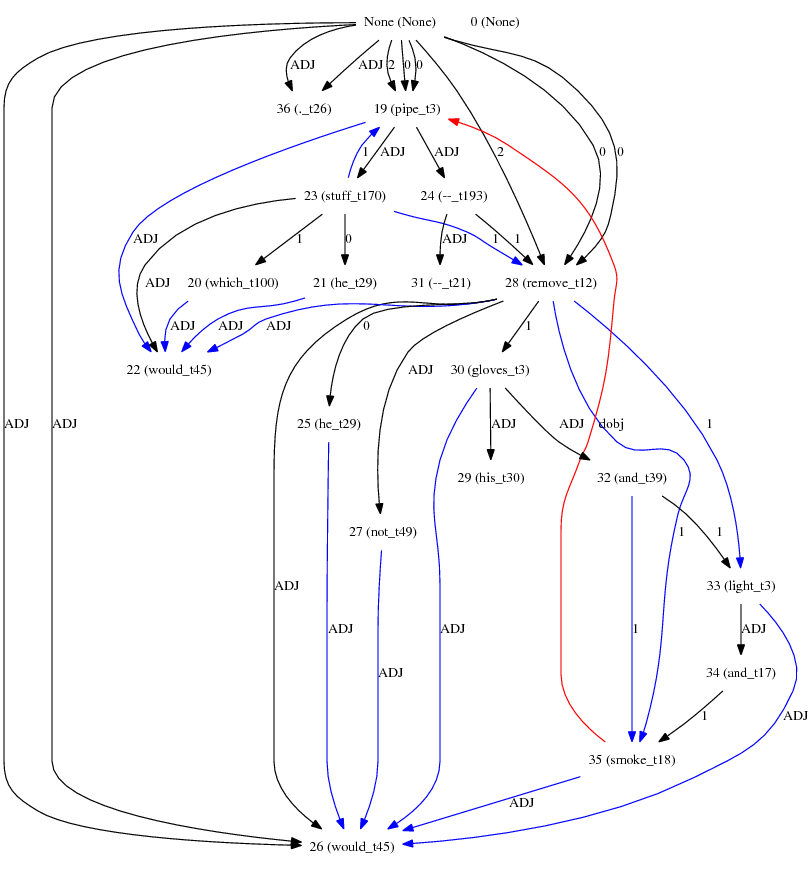 None (None) 0 (None)
ADJ ADJ 2 0 0
36 (._t26) 19 (pipe_t3)
1 ADJ ADJ 2 0 0
23 (stuff_t170) 24 (--_t193)
ADJ 1 0 ADJ 1 1
ADJ 20 (which_t100) 21 (he_t29) 31 (--_t21) 28 (remove_t12)
ADJ ADJ ADJ 0 1
22 (would_t45) ADJ 30 (gloves_t3)
ADJ ADJ 25 (he_t29) ADJ ADJ dobj 1
29 (his_t30) 32 (and_t39)
27 (not_t49) 1 1
ADJ 33 (light_t3)
ADJ ADJ 1 ADJ
ADJ 34 (and_t17)
1 ADJ
35 (smoke_t18)
ADJ
26 (would_t45)